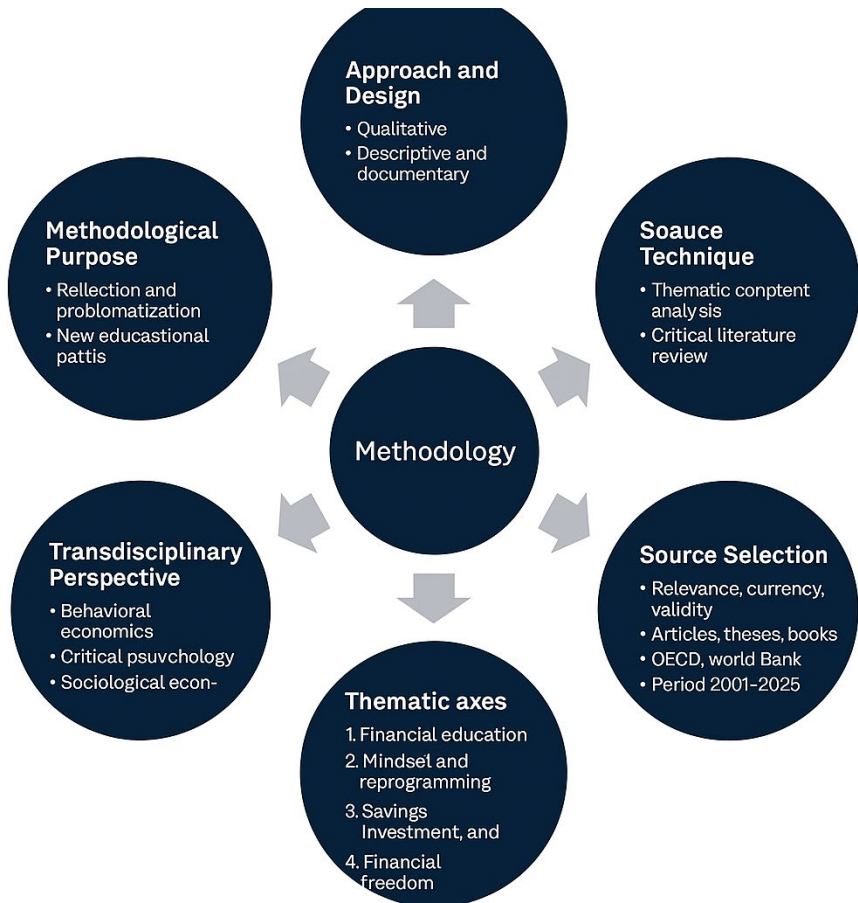 Approach and
Design
• Qualitative
• Descriptive and
documentary
Methodological
Purpose
• Rellection and
problomatization
• New educastional
pattis
Soauce
Technique
• Thematic conptent
analysis
• Critical literature
review
Methodology
Transdisciplinary
Perspective
• Behavioral
economics
• Critical psuvchology
• Sociological econ-
Source Selection
• Relevance, currency,
validity
• Articles, theses, books
• OECD, world Bank
• Period 2001-2025
Thematic axes
1. Financial education
2. Mindset and
reprogramming
3. Savings
Investment, and
4. Financial
freedom